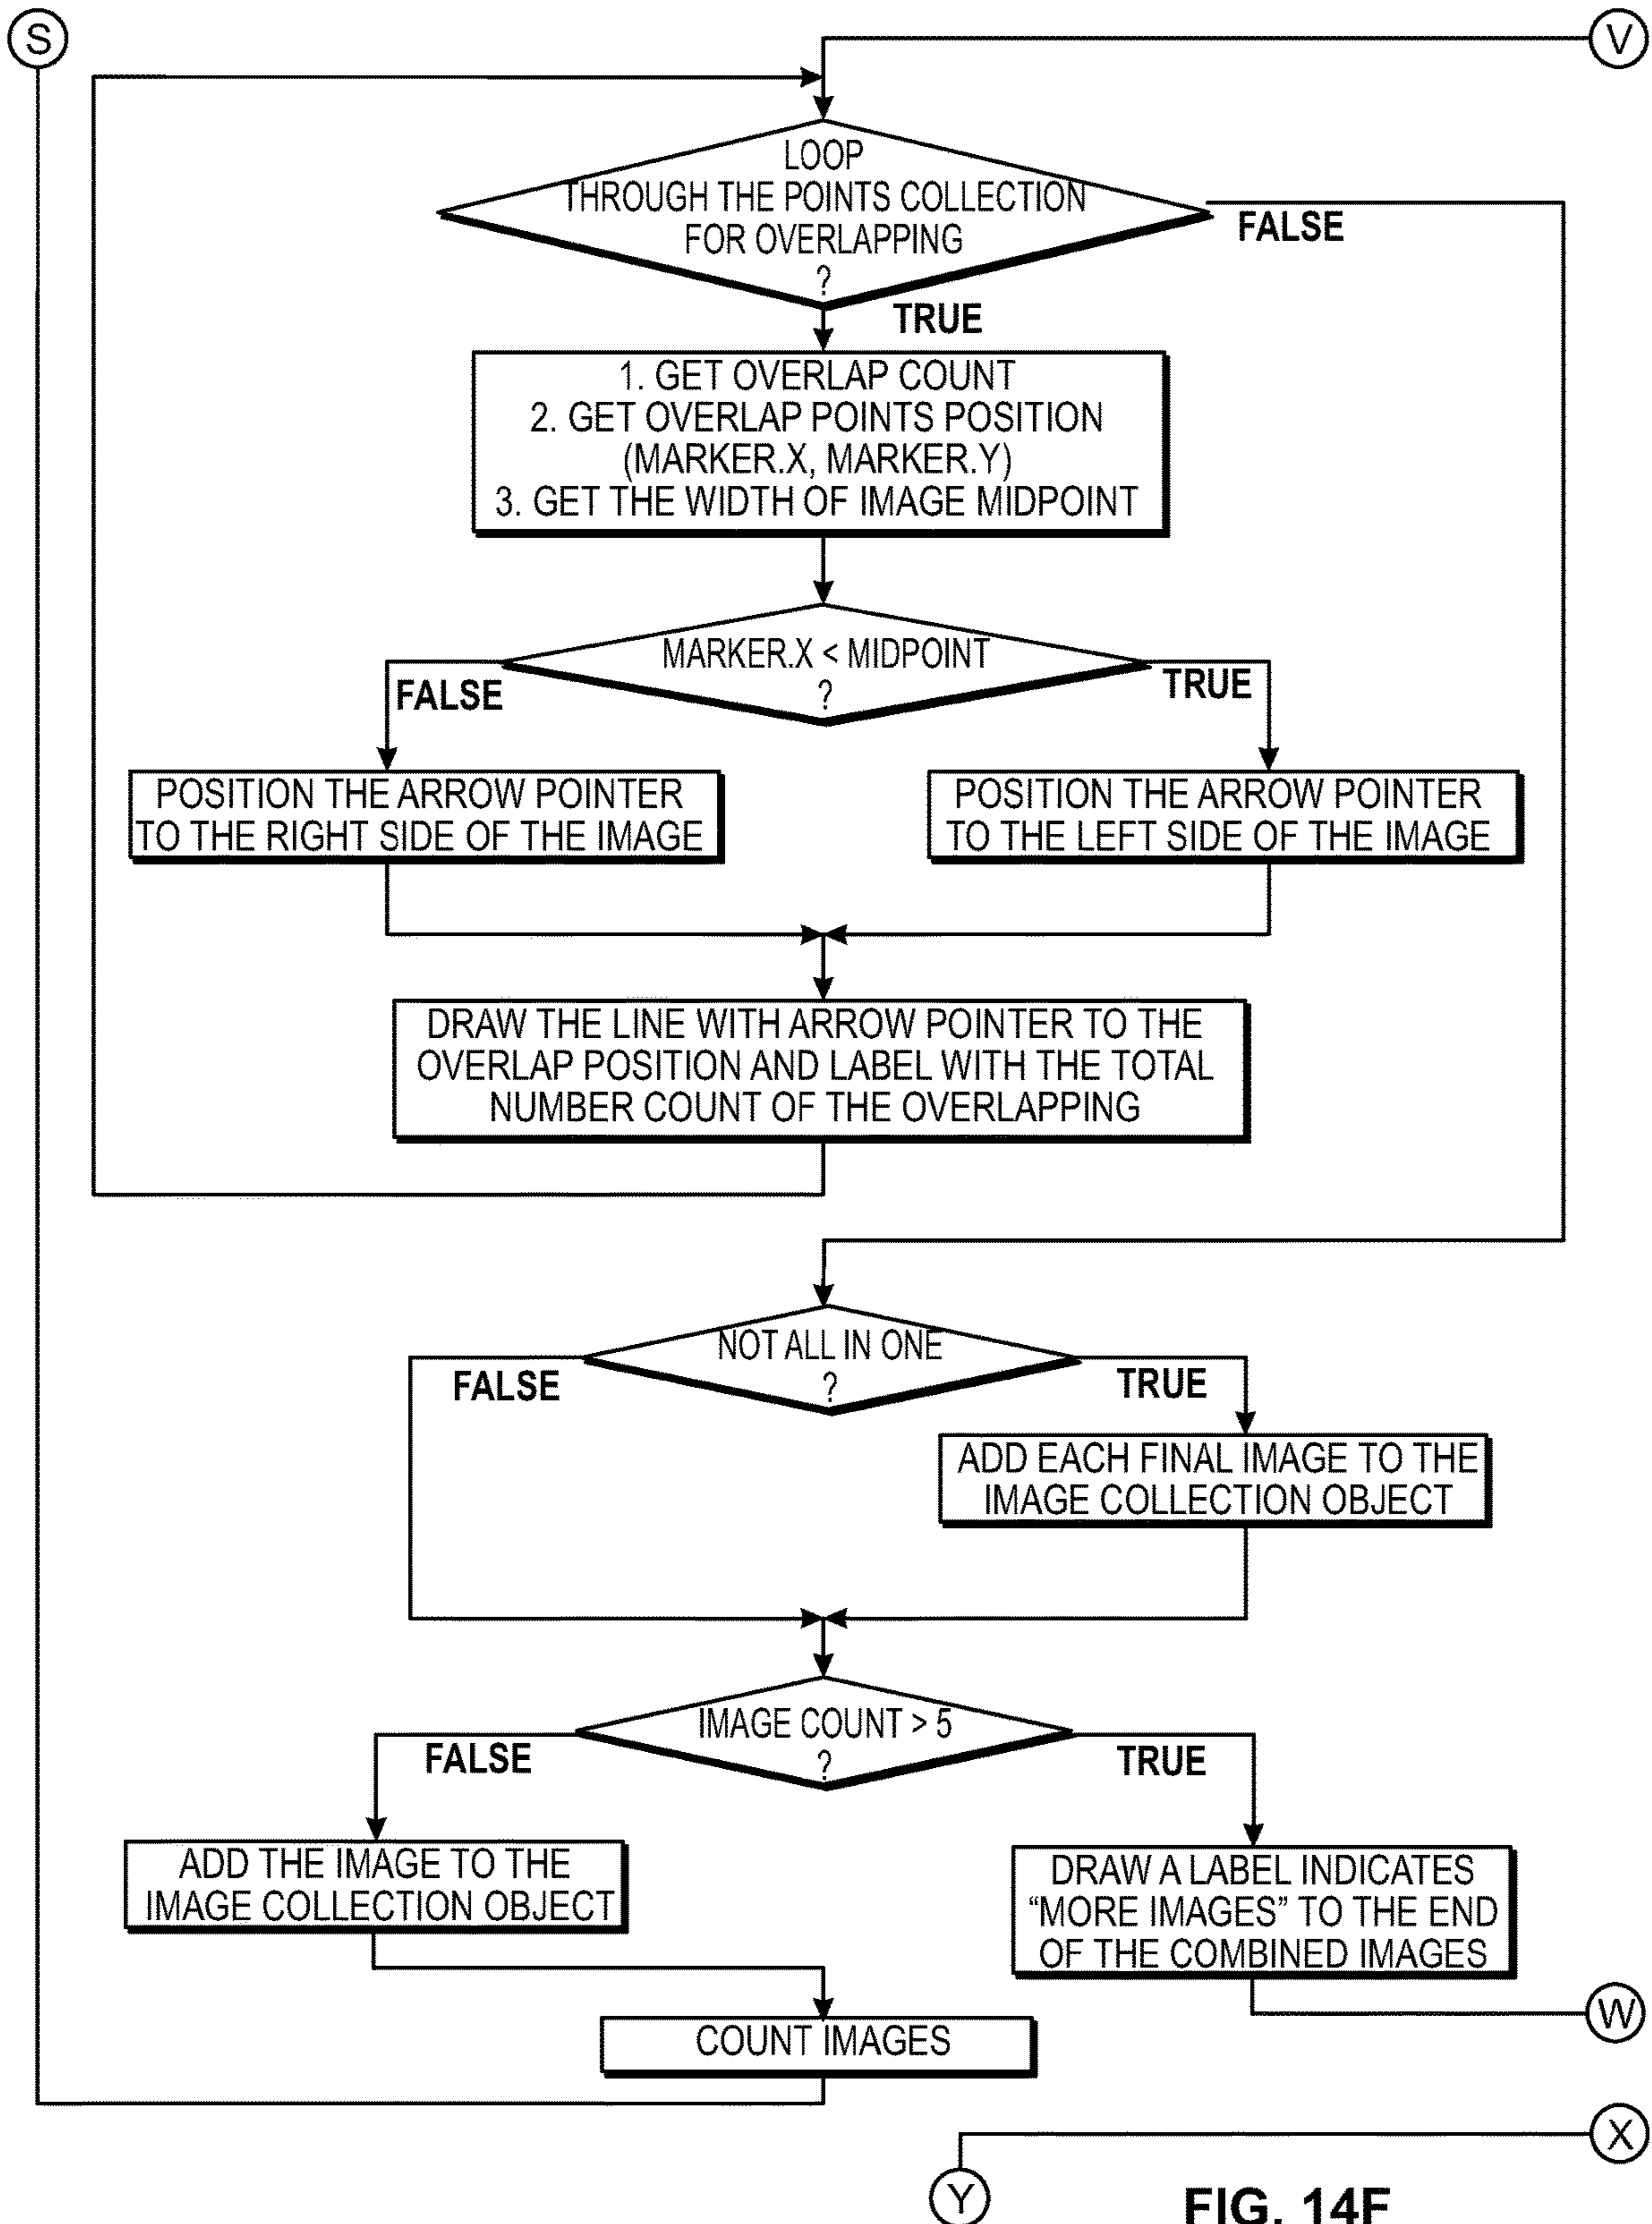 S
V
LOOP
THROUGH THE POINTS COLLECTION
FOR OVERLAPPING
?
FALSE
TRUE
1. GET OVERLAP COUNT
2. GET OVERLAP POINTS POSITION
(MARKER.X, MARKER.Y)
3. GET THE WIDTH OF IMAGE MIDPOINT
MARKER.X < MIDPOINT
?
FALSE
TRUE
POSITION THE ARROW POINTER
TO THE RIGHT SIDE OF THE IMAGE
POSITION THE ARROW POINTER
TO THE LEFT SIDE OF THE IMAGE
DRAW THE LINE WITH ARROW POINTER TO THE
OVERLAP POSITION AND LABEL WITH THE TOTAL
NUMBER COUNT OF THE OVERLAPPING
NOT ALL IN ONE
?
FALSE
TRUE
ADD EACH FINAL IMAGE TO THE
IMAGE COLLECTION OBJECT
IMAGE COUNT > 5
?
FALSE
TRUE
ADD THE IMAGE TO THE
IMAGE COLLECTION OBJECT
DRAW A LABEL INDICATES
“MORE IMAGES” TO THE END
OF THE COMBINED IMAGES
W
COUNT IMAGES
X
Y
FIG. 14F